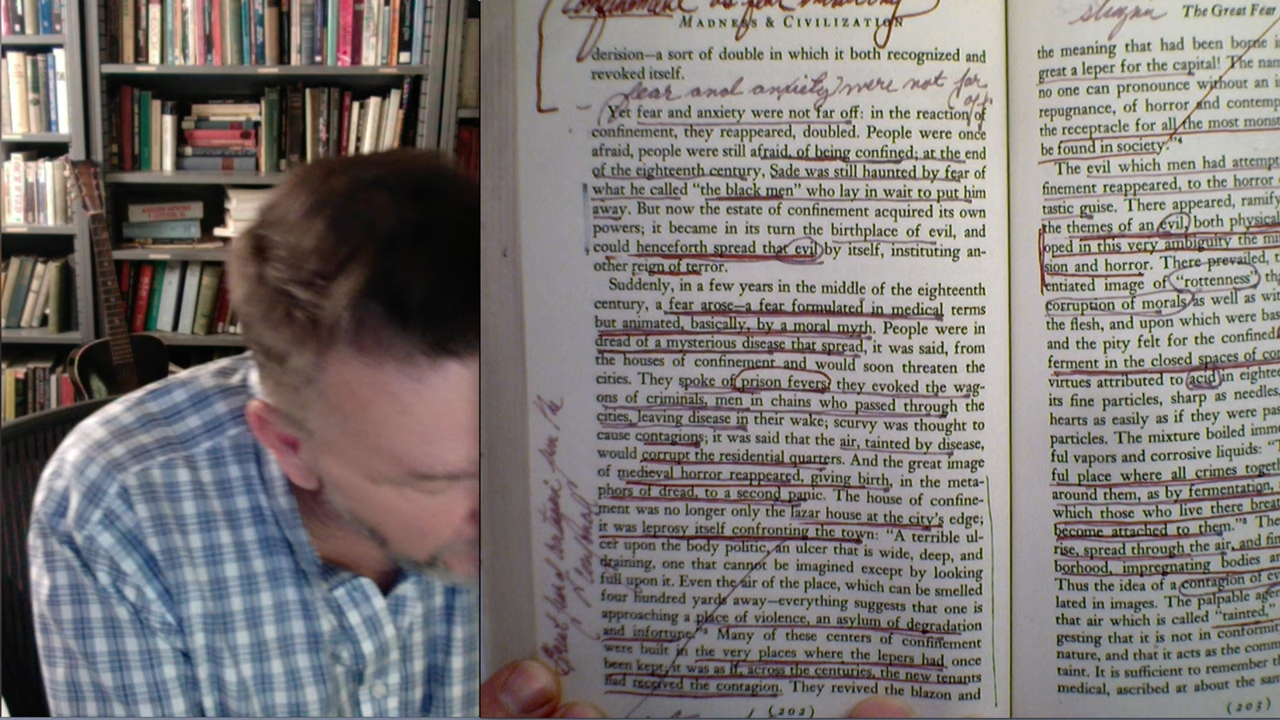 Confinement as fear
MADNESS & CIVILIZATION
derison—a sort of double in which it both recognized and
revoked itself.
fear and anxiety were not far
off
Yet fear and anxiety were not far off: in the reaction of
confinement, they reappeared, doubled. People were once
afraid, people were still afraid, of being confined; at the end
of the eighteenth century, Sade was still haunted by fear of
what he called "the black men" who lay in wait to put him
away. But now the estate of confinement acquired its own
powers; it became in its turn the birthplace of evil, and
could henceforth spread that evil by itself, instituting an-
other reign of terror.
Suddenly, in a few years in the middle of the eighteenth
century, a fear arose—a fear formulated in medical terms
but animated, basically, by a moral myth. People were in
dread of a mysterious disease that spread, it was said, from
the houses of confinement and would soon threaten the
cities. They spoke of prison fevers; they evoked the wag-
ons of criminals, men in chains who passed through the
cities, leaving disease in their wake; scurvy was thought to
cause contagions; it was said that the air, tainted by disease,
would corrupt the residential quarters. And the great image
of medieval horror reappeared, giving birth, in the meta-
phors of dread, to a second panic. The house of confine-
ment was no longer only the lazar house at the city's edge;
it was leprosy itself confronting the town: "A terrible ul-
cer upon the body politic, an ulcer that is wide, deep, and
draining, one that cannot be imagined except by looking
full upon it. Even the air of the place, which can be smelled
four hundred yards away—everything suggests that one is
approaching a place of violence, an asylum of degradation
and infortune."³ Many of these centers of confinement
were built in the very places where the lepers had once
been kept; it was as if, across the centuries, the new tenants
had received the contagion. They revived the blazon and
(202)
stigma
The Great Fear
the meaning that had been borne
great a leper for the capital! The
no one can pronounce without an
repugnance, of horror and contemp
the receptacle for all the most mons
be found in society."⁴
The evil which men had attemp
finement reappeared, to the horror
tastic guise. There appeared, ramify
the themes of an evil, both physica
oped in this very ambiguity the mi
sion and horror. There prevailed,
entiated image of "rottenness" th
corruption of morals as well as wi
the flesh, and upon which were bas
and the pity felt for the confined
ferment in the closed spaces of co
virtues attributed to acid in eighte
its fine particles, sharp as needles,
hearts as easily as if they were pa
particles. The mixture boiled imm
ful vapors and corrosive liquids: "
ful place where all crimes toget
around them, as by fermentation,
which those who live there brea
become attached to them."⁵ The
rise, spread through the air, and fin
borhood, impregnating bodies a
Thus the idea of a contagion of e
lated in images. The palpable age
that air which is called "tainted,"
gesting that it is not in conformi
nature, and that it acts as the comm
taint. It is sufficient to remember t
medical, ascribed at about the sa
(203)